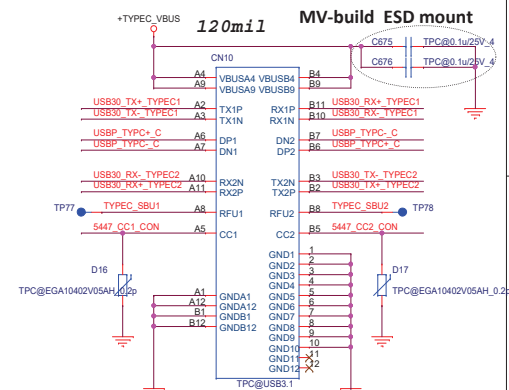 +TYPEC_VBUS 120mil MV-build ESD mount
C675 TPC@0.1u/25V_4
CN10
C676 TPC@0.1u/25V_4
A4 VBUSA4 VBUSB4 B4
A9 VBUSA9 VBUSB9 B9
USB30_TX+_TYPEC1 A2 TX1P RX1P B11 USB30_RX+_TYPEC1
USB30_TX-_TYPEC1 A3 TX1N RX1N B10 USB30_RX-_TYPEC1
USBP_TYPC+_C A6 DP1 DN2 B7 USBP_TYPC-_C
USBP_TYPC-_C A7 DN1 DP2 B6 USBP_TYPC+_C
USB30_RX-_TYPEC2 A10 RX2N TX2N B3 USB30_TX-_TYPEC2
USB30_RX+_TYPEC2 A11 RX2P TX2P B2 USB30_TX+_TYPEC2
TP77 TYPEC_SBU1 A8 RFU1 RFU2 B8 TYPEC_SBU2 TP78
5447_CC1_CON A5 CC1 CC2 B5 5447_CC2_CON
GND1 1
GND2 2
D16 GND3 3 D17
GND4 4
TPC@EGA10402V05AH_0.2p A1 GNDA1 GND5 5 TPC@EGA10402V05AH_0.2p
A12 GNDA12 GND6 6
B1 GNDB1 GND7 7
B12 GNDB12 GND8 8
GND9 9
GND10 10
GND11 11
GND12 12
TPC@USB3.1